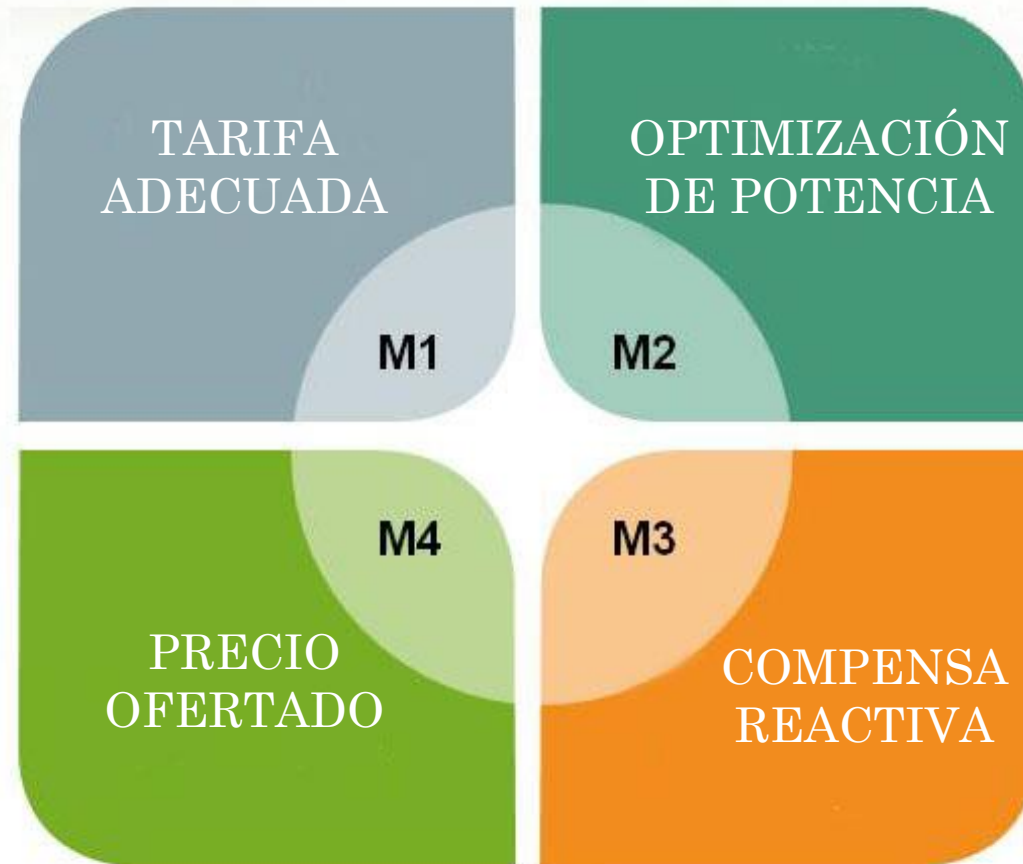 TARIFA
ADECUADA
M1
OPTIMIZACIÓN
DE POTENCIA
M2
M4
PRECIO
OFERTADO
M3
COMPENSA
REACTIVA